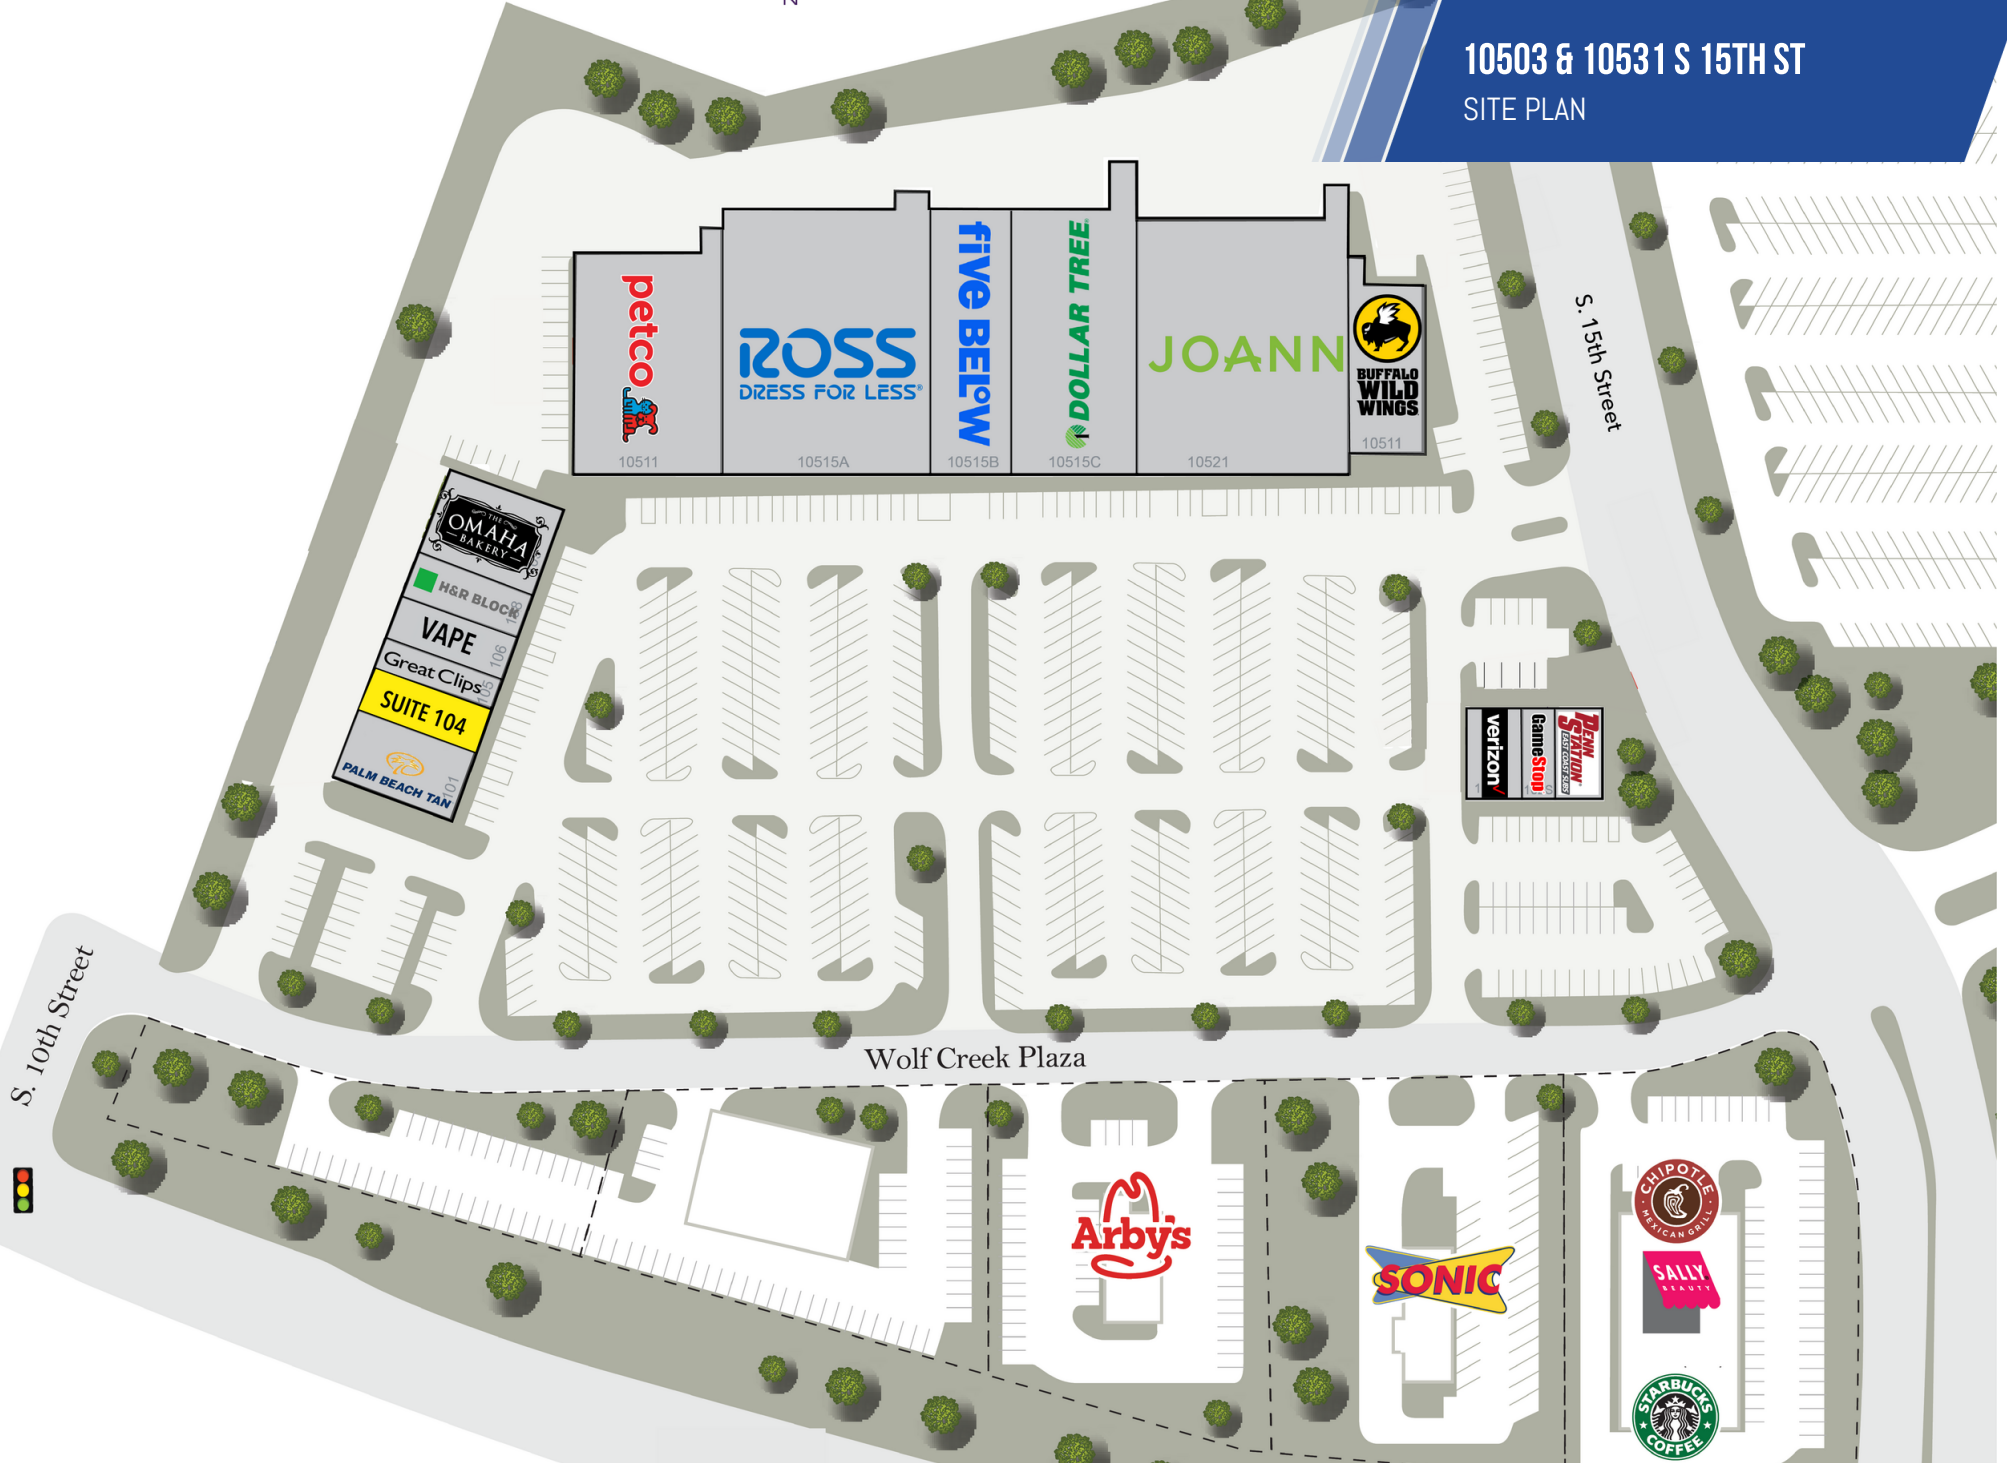 Z
10503 & 10531 S 15TH ST
SITE PLAN
petco
10511
ROSS
DRESS FOR LESS®
10515A
five BELOW
10515B
DOLLAR TREE
10515C
JOANN
10521
BUFFALO
WILD
WINGS
10511
S. 15th Street
THE
OMAHA
BAKERY
H&R BLOCK
VAPE
106
Great Clips
105
SUITE 104
PALM BEACH TAN
101
verizon
GameStop
PENN
STATION
EAST COAST SUBS
S. 10th Street
Wolf Creek Plaza
Arby's
SONIC
CHIPOTLE
MEXICAN GRILL
SALLY
BEAUTY
STARBUCKS
COFFEE